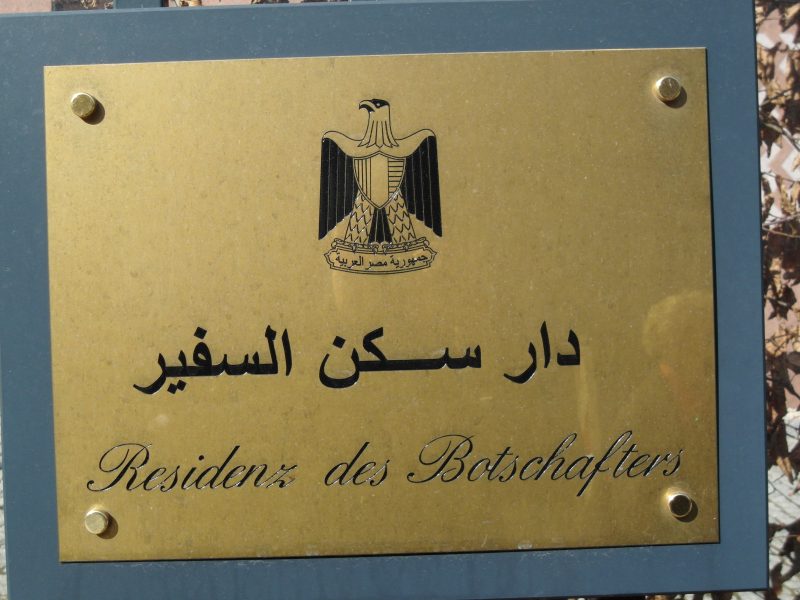 جمهورية مصر العربية
دار سكن السفير
Residenz des Botschafters